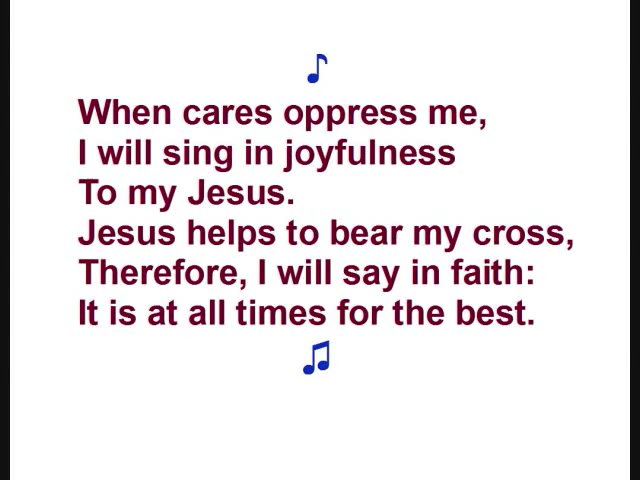 When cares oppress me,
I will sing in joyfulness
To my Jesus.
Jesus helps to bear my cross,
Therefore, I will say in faith:
It is at all times for the best.